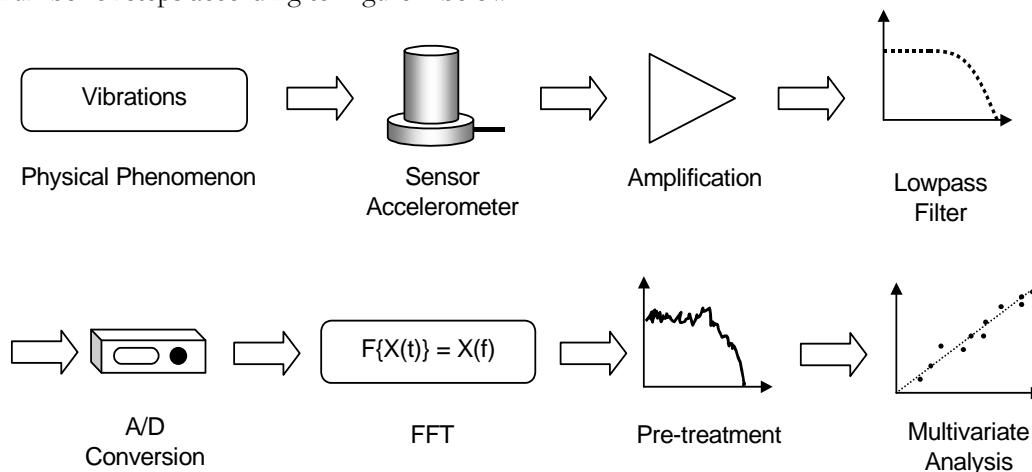 Vibrations
Physical Phenomenon
Sensor
Accelerometer
Amplification
Lowpass
Filter
F{X(t)} = X(f)
A/D
Conversion
FFT
Pre-treatment
Multivariate
Analysis